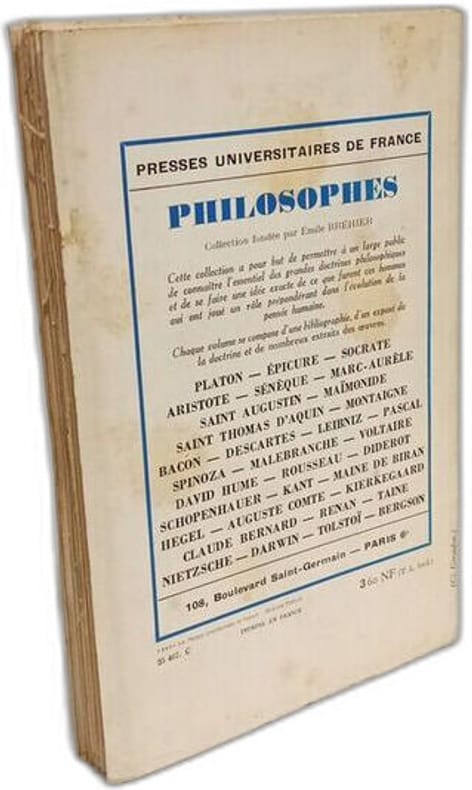 PRESSES UNIVERSITAIRES DE FRANCE
PHILOSOPHES
Collection fondée par Émile BRÉHIER
Cette collection a pour but de permettre à un large public
de connaître l'essentiel des grandes doctrines philosophiques
et de se faire une idée exacte de ce que furent ces hommes
qui ont joué un rôle prépondérant dans l'évolution de la
pensée humaine.
Chaque volume se compose d'une bibliographie, d'un exposé de
la doctrine et de nombreux extraits des œuvres.
PLATON — ÉPICURE — SOCRATE
ARISTOTE — SÉNÈQUE — MARC-AURÈLE
SAINT AUGUSTIN — MAÏMONIDE
SAINT THOMAS D'AQUIN — MONTAIGNE
BACON — DESCARTES — LEIBNIZ — PASCAL
SPINOZA — MALEBRANCHE — VOLTAIRE
DAVID HUME — ROUSSEAU — DIDEROT
SCHOPENHAUER — KANT — MAINE DE BIRAN
HEGEL — AUGUSTE COMTE — KIERKEGAARD
CLAUDE BERNARD — RENAN — TAINE
NIETZSCHE — DARWIN — TOLSTOÏ — BERGSON
108, Boulevard Saint-Germain — PARIS 6e
360 NF
IMPRIMÉ EN FRANCE